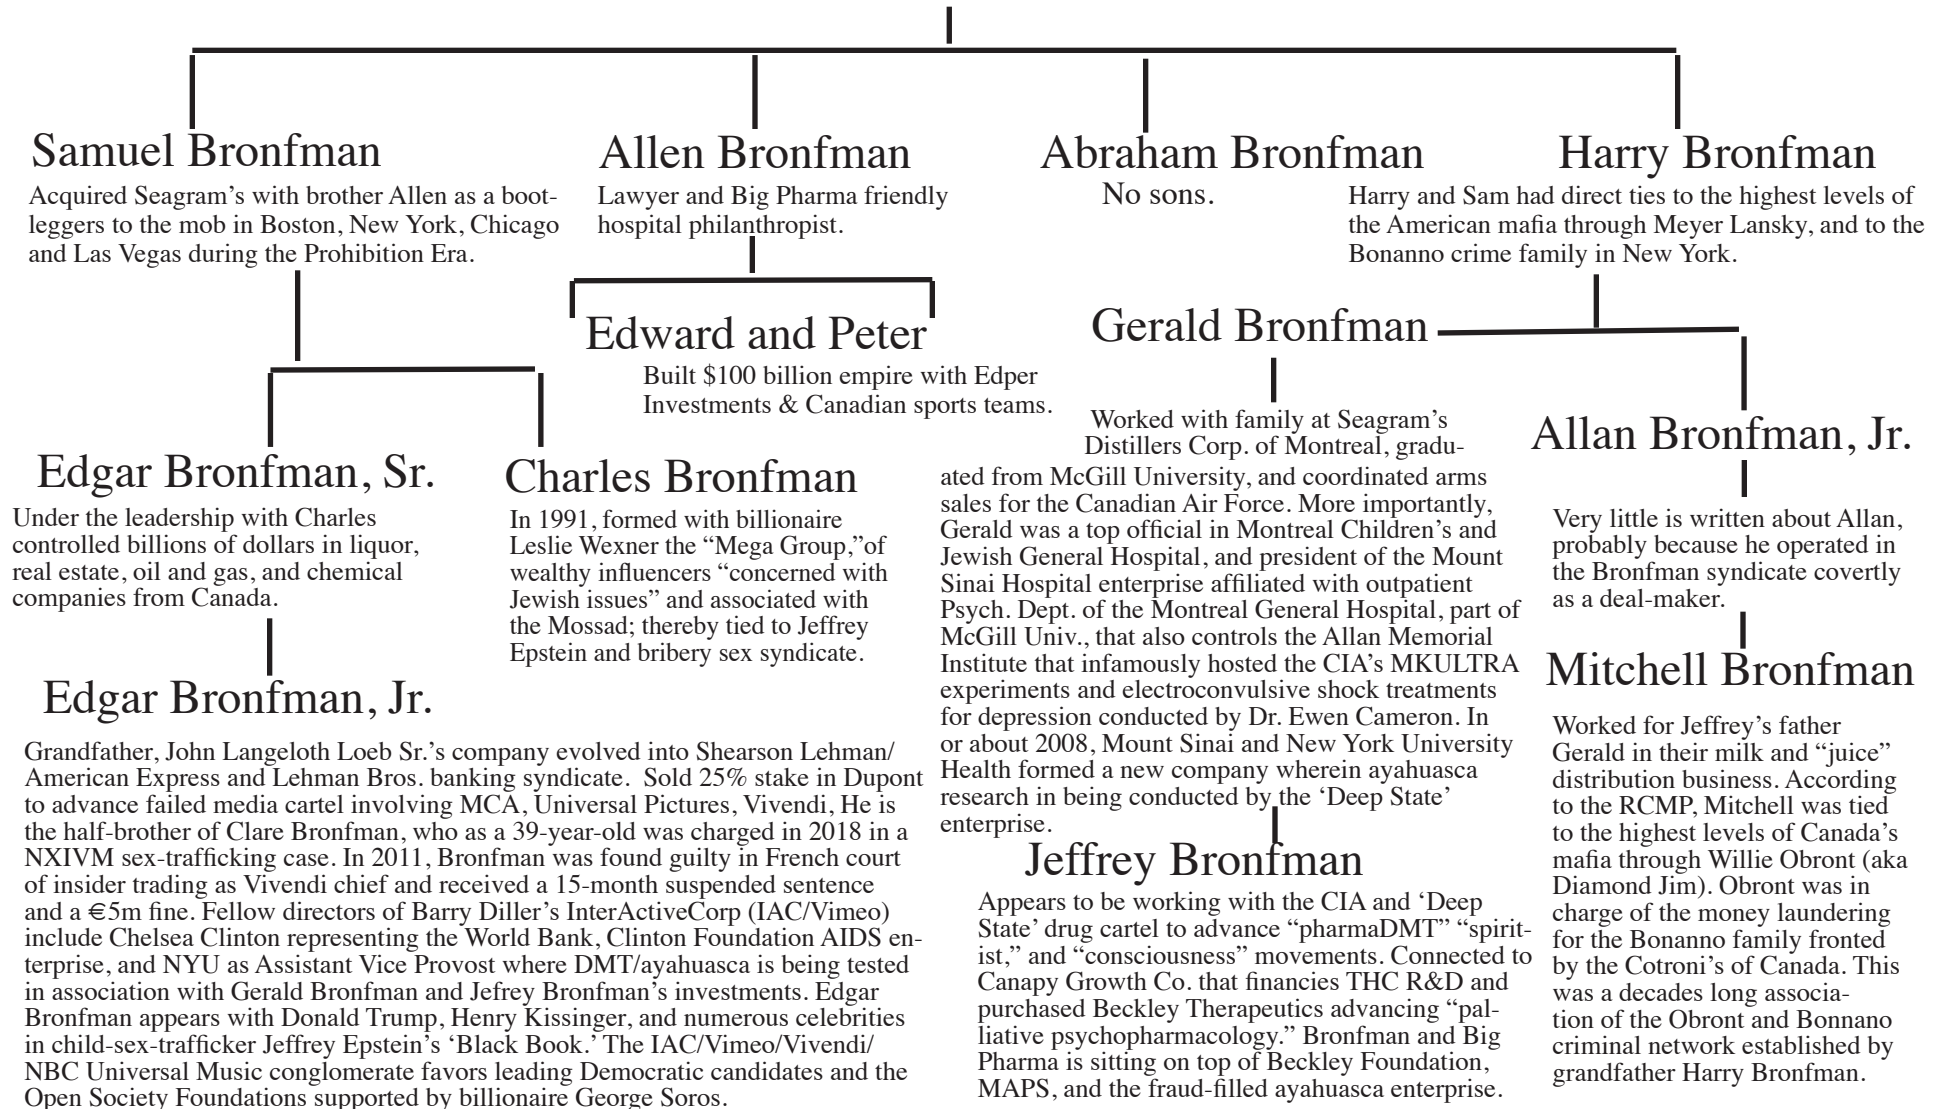 Samuel Bronfman
Acquired Seagram's with brother Allen as a boot-
leggers to the mob in Boston, New York, Chicago
and Las Vegas during the Prohibition Era.
Allen Bronfman
Lawyer and Big Pharma friendly
hospital philanthropist.
Abraham Bronfman
No sons.
Harry Bronfman
Harry and Sam had direct ties to the highest levels of
the American mafia through Meyer Lansky, and to the
Bonanno crime family in New York.
Edward and Peter
Built $100 billion empire with Edper
Investments & Canadian sports teams.
Edgar Bronfman, Sr.
Under the leadership with Charles
controlled billions of dollars in liquor,
real estate, oil and gas, and chemical
companies from Canada.
Charles Bronfman
In 1991, formed with billionaire
Leslie Wexner the “Mega Group,”of
wealthy influencers “concerned with
Jewish issues” and associated with
the Mossad; thereby tied to Jeffrey
Epstein and bribery sex syndicate.
Edgar Bronfman, Jr.
Grandfather, John Langeloth Loeb Sr.'s company evolved into Shearson Lehman/
American Express and Lehman Bros. banking syndicate. Sold 25% stake in Dupont
to advance failed media cartel involving MCA, Universal Pictures, Vivendi, He is
the half-brother of Clare Bronfman, who as a 39-year-old was charged in 2018 in a
NXIVM sex-trafficking case. In 2011, Bronfman was found guilty in French court
of insider trading as Vivendi chief and received a 15-month suspended sentence
and a €5m fine. Fellow directors of Barry Diller's InterActiveCorp (IAC/Vimeo)
include Chelsea Clinton representing the World Bank, Clinton Foundation AIDS en-
terprise, and NYU as Assistant Vice Provost where DMT/ayahuasca is being tested
in association with Gerald Bronfman and Jefrey Bronfman's investments. Edgar
Bronfman appears with Donald Trump, Henry Kissinger, and numerous celebrities
in child-sex-trafficker Jeffrey Epstein's ‘Black Book.’ The IAC/Vimeo/Vivendi/
NBC Universal Music conglomerate favors leading Democratic candidates and the
Open Society Foundations supported by billionaire George Soros.
Gerald Bronfman
Worked with family at Seagram's
Distillers Corp. of Montreal, gradu-
ated from McGill University, and coordinated arms
sales for the Canadian Air Force. More importantly,
Gerald was a top official in Montreal Children's and
Jewish General Hospital, and president of the Mount
Sinai Hospital enterprise affiliated with outpatient
Psych. Dept. of the Montreal General Hospital, part of
McGill Univ., that also controls the Allan Memorial
Institute that infamously hosted the CIA's MKULTRA
experiments and electroconvulsive shock treatments
for depression conducted by Dr. Ewen Cameron. In
or about 2008, Mount Sinai and New York University
Health formed a new company wherein ayahuasca
research in being conducted by the ‘Deep State’
enterprise.
Jeffrey Bronfman
Appears to be working with the CIA and ‘Deep
State’ drug cartel to advance “pharmaDMT” “spirit-
ist,” and “consciousness” movements. Connected to
Canapy Growth Co. that financies THC R&D and
purchased Beckley Therapeutics advancing “pal-
liative psychopharmacology.” Bronfman and Big
Pharma is sitting on top of Beckley Foundation,
MAPS, and the fraud-filled ayahuasca enterprise.
Allan Bronfman, Jr.
Very little is written about Allan,
probably because he operated in
the Bronfman syndicate covertly
as a deal-maker.
Mitchell Bronfman
Worked for Jeffrey's father
Gerald in their milk and “juice”
distribution business. According
to the RCMP, Mitchell was tied
to the highest levels of Canada's
mafia through Willie Obront (aka
Diamond Jim). Obront was in
charge of the money laundering
for the Bonanno family fronted
by the Cotroni's of Canada. This
was a decades long associa-
tion of the Obront and Bonnano
criminal network established by
grandfather Harry Bronfman.